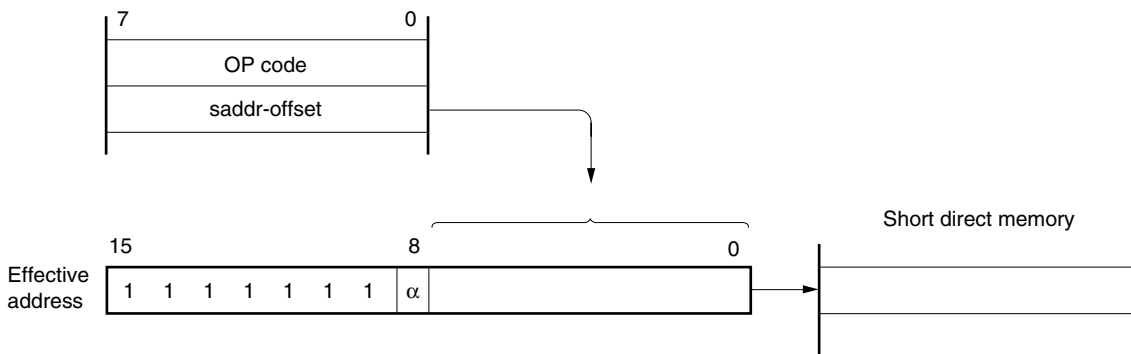 7 0
OP code
saddr-offset
Short direct memory
15 8 0
Effective
address
1 1 1 1 1 1 1 α